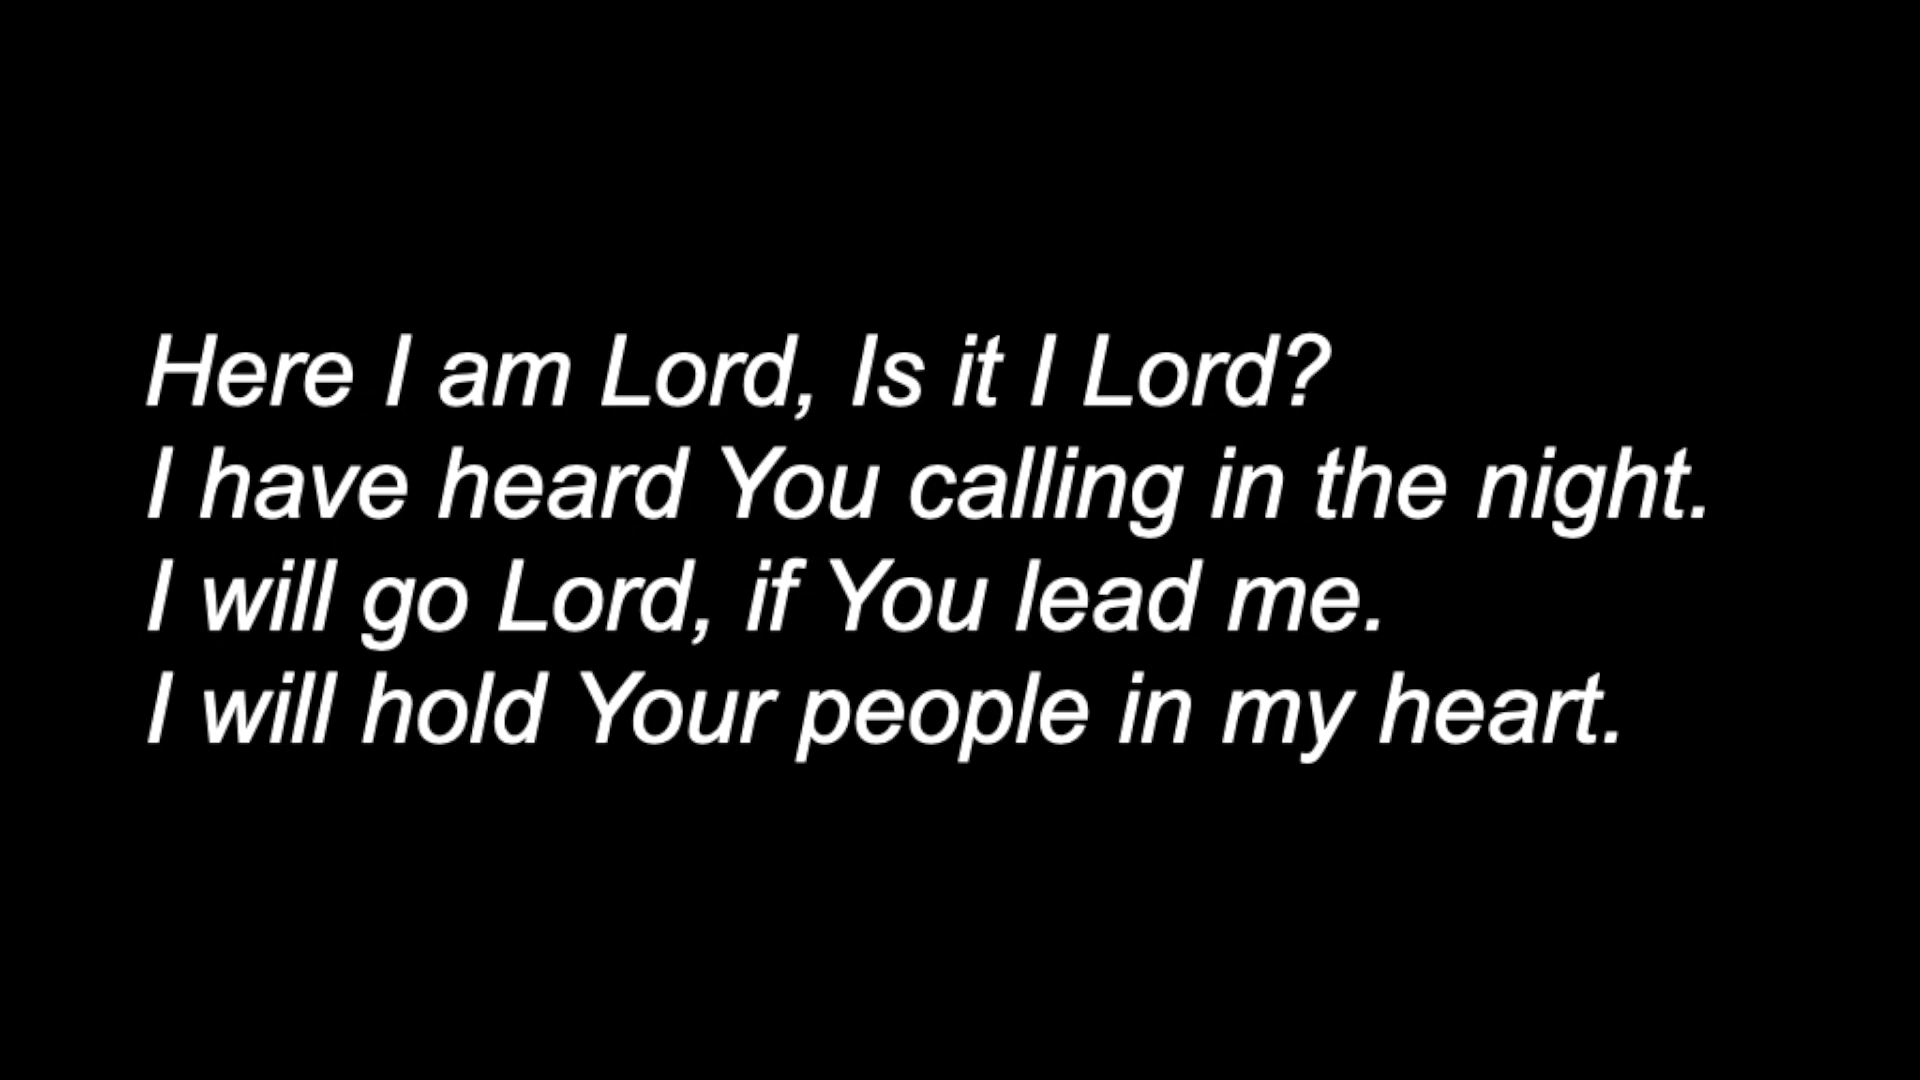 Here I am Lord, Is it I Lord?
I have heard You calling in the night.
I will go Lord, if You lead me.
I will hold Your people in my heart.